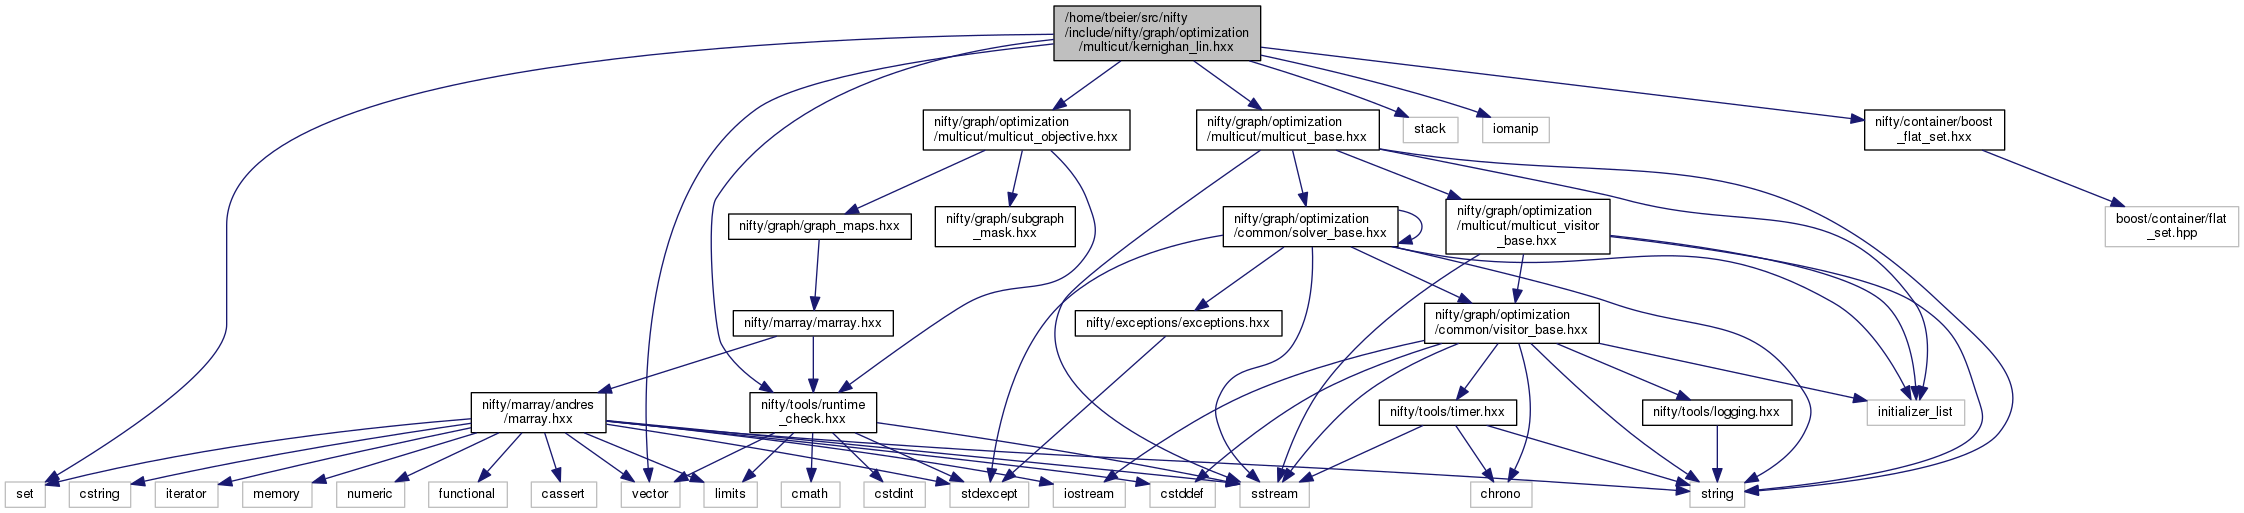 /home/tbeier/src/nifty
/include/nifty/graph/optimization
/multicut/kernighan_lin.hxx
nifty/graph/optimization
/multicut/multicut_objective.hxx
nifty/graph/optimization
/multicut/multicut_base.hxx
stack
iomanip
nifty/container/boost
_flat_set.hxx
nifty/graph/graph_maps.hxx
nifty/graph/subgraph
_mask.hxx
nifty/graph/optimization
/common/solver_base.hxx
nifty/graph/optimization
/multicut/multicut_visitor
_base.hxx
boost/container/flat
_set.hpp
nifty/marray/marray.hxx
nifty/exceptions/exceptions.hxx
nifty/graph/optimization
/common/visitor_base.hxx
nifty/marray/andres
/marray.hxx
nifty/tools/runtime
_check.hxx
nifty/tools/timer.hxx
nifty/tools/logging.hxx
initializer_list
set
cstring
iterator
memory
numeric
functional
cassert
vector
limits
cmath
cstdint
stdexcept
iostream
cstddef
sstream
chrono
string